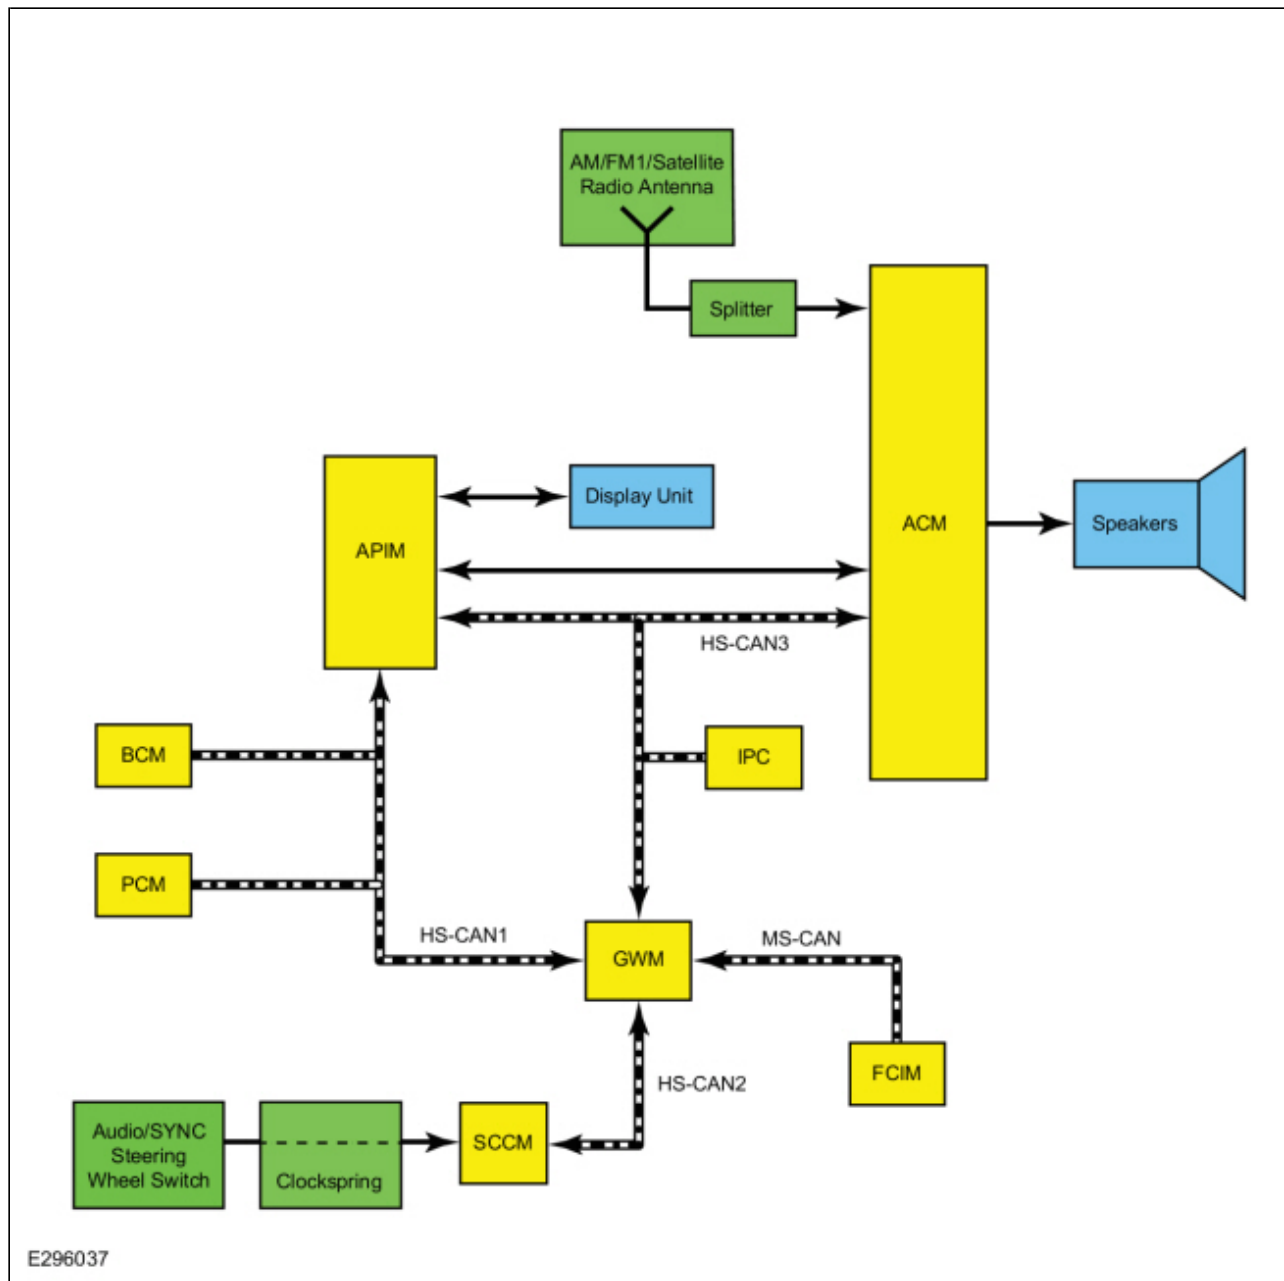 AM/FM1/Satellite
Radio Antenna
Splitter
Display Unit
APIM
ACM
Speakers
HS-CAN3
BCM
IPC
PCM
HS-CAN1
MS-CAN
GWM
FCIM
HS-CAN2
Audio/SYNC
Steering
Wheel Switch
Clockspring
SCCM
E296037